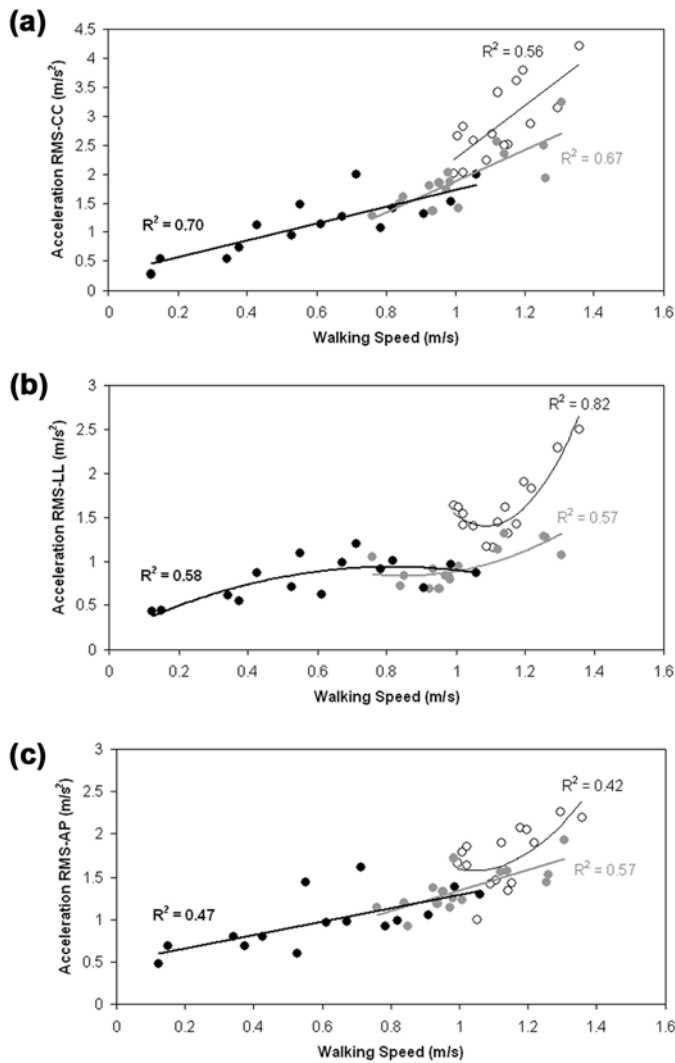 (a)
4.5
4
3.5
3
2.5
2
1.5
1
0.5
0
Acceleration RMS-CC (m/s²)
R² = 0.56
R² = 0.67
R² = 0.70
0 0.2 0.4 0.6 0.8 1 1.2 1.4 1.6
Walking Speed (m/s)
(b)
3
2.5
2
1.5
1
0.5
0
Acceleration RMS-LL (m/s²)
R² = 0.82
R² = 0.57
R² = 0.58
0 0.2 0.4 0.6 0.8 1 1.2 1.4 1.6
Walking Speed (m/s)
(c)
3
2.5
2
1.5
1
0.5
0
Acceleration RMS-AP (m/s²)
R² = 0.42
R² = 0.57
R² = 0.47
0 0.2 0.4 0.6 0.8 1 1.2 1.4 1.6
Walking Speed (m/s)